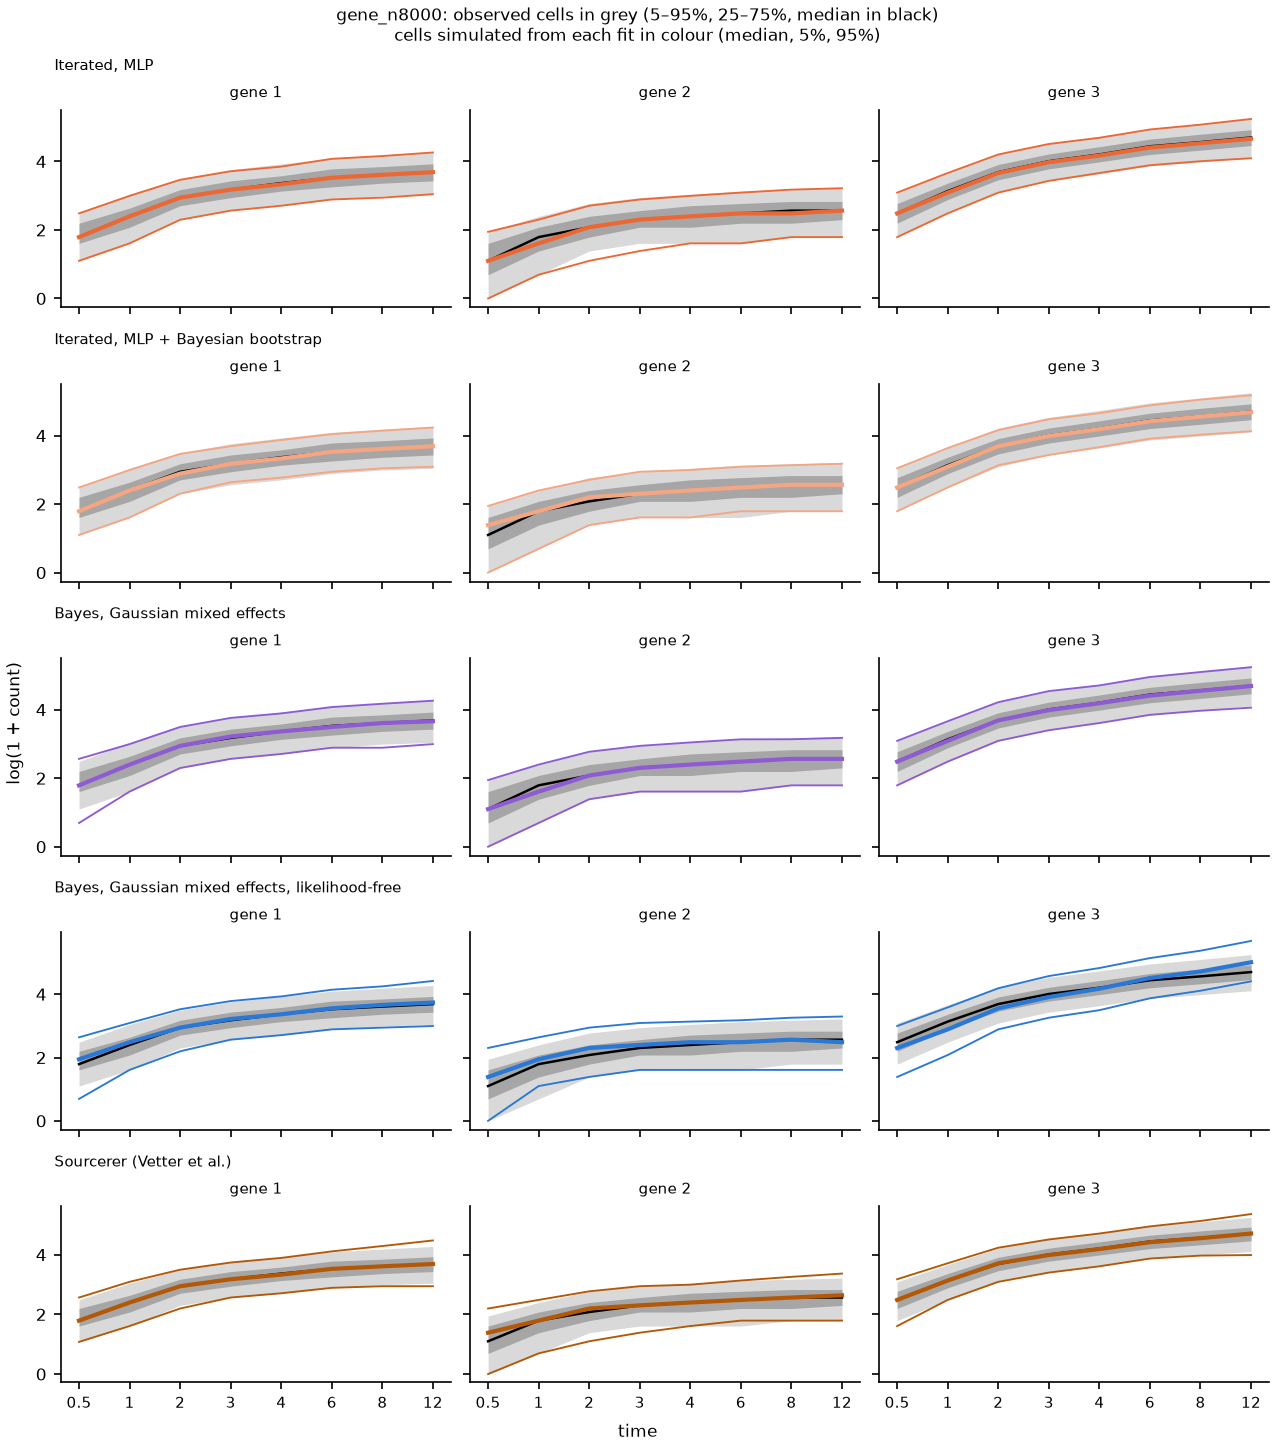 gene_n8000: observed cells in grey (5–95%, 25–75%, median in black)
cells simulated from each fit in colour (median, 5%, 95%)
Iterated, MLP
gene 1
gene 2
gene 3
4
2
0
Iterated, MLP + Bayesian bootstrap
gene 1
gene 2
gene 3
4
2
0
Bayes, Gaussian mixed effects
gene 1
gene 2
gene 3
4
2
0
log(1 + count)
Bayes, Gaussian mixed effects, likelihood-free
gene 1
gene 2
gene 3
4
2
0
Sourcerer (Vetter et al.)
gene 1
gene 2
gene 3
4
2
0
0.5 1 2 3 4 6 8 12
0.5 1 2 3 4 6 8 12
0.5 1 2 3 4 6 8 12
time